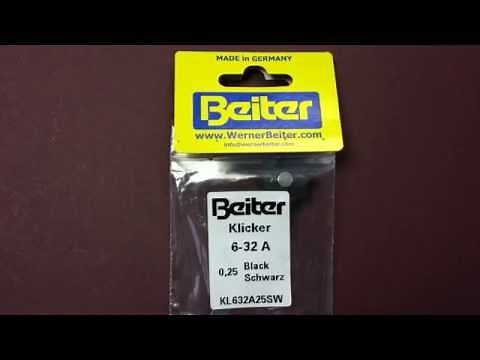 MADE in GERMANY
Beiter
www.WernerBeiter.com
info@wernerbeiter.com
Beiter
Klicker
6-32 A
0,25 Black
Schwarz
KL632A25SW